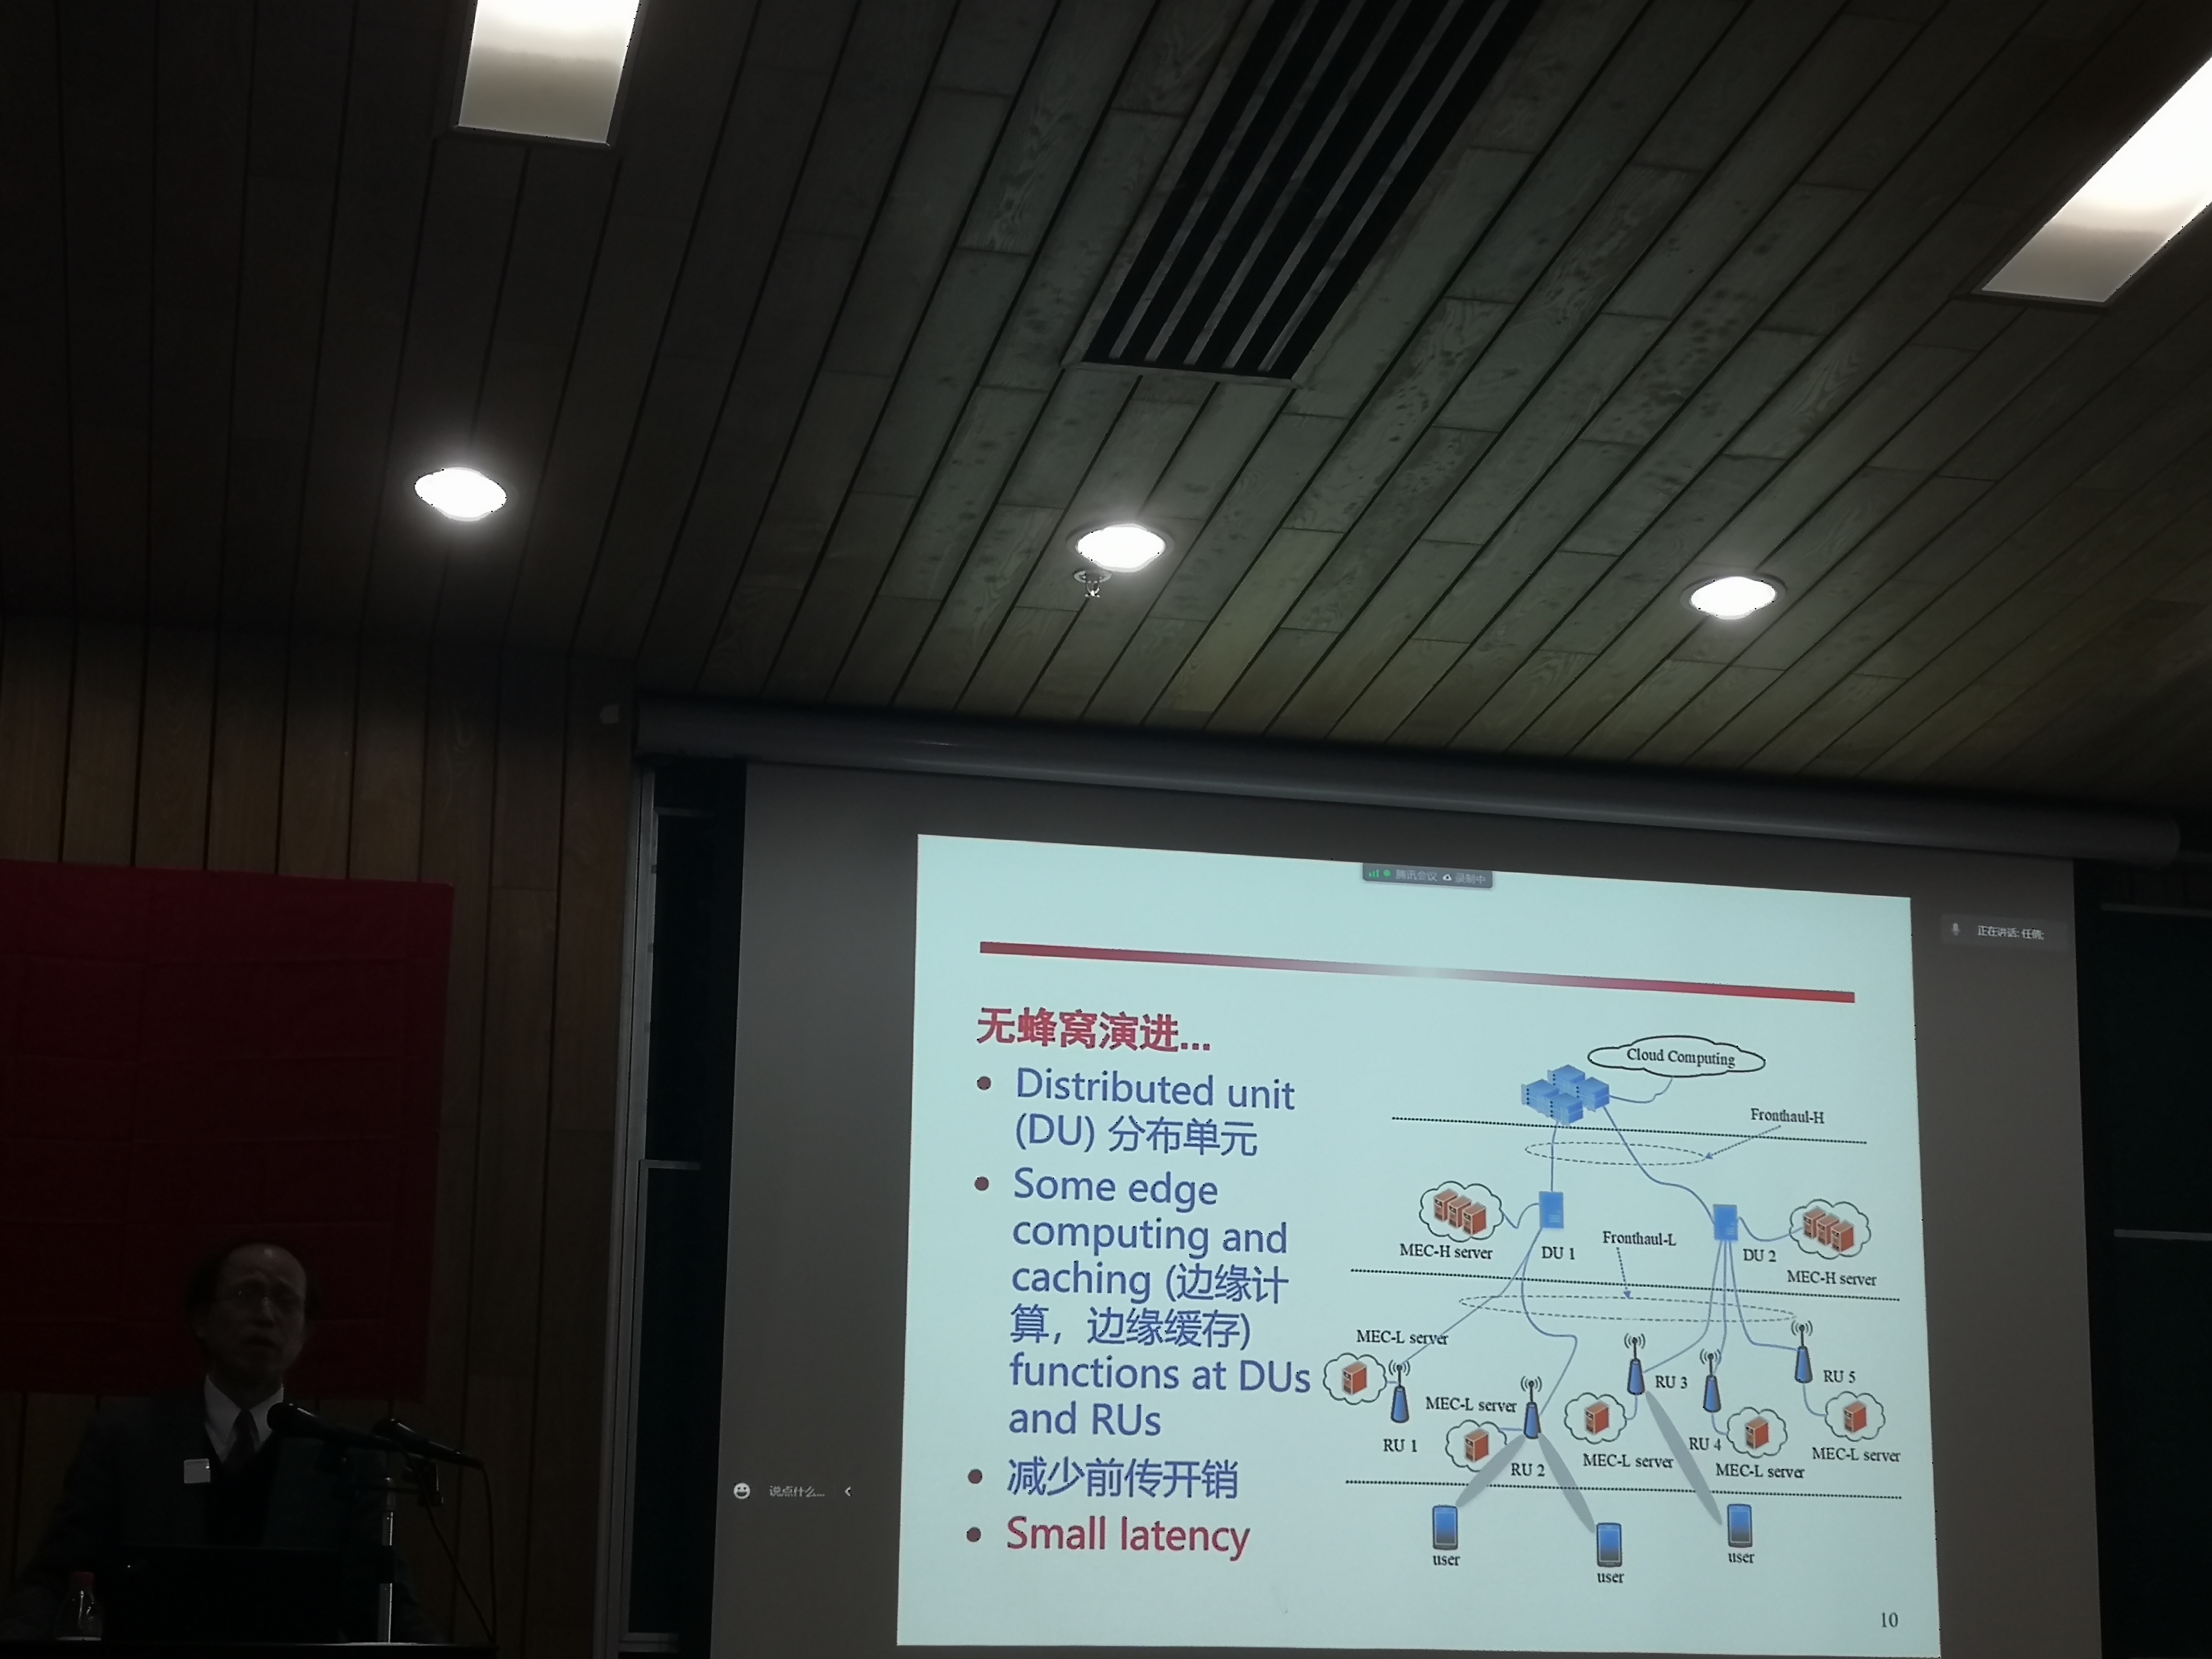 腾讯会议 录制中
正在讲话: 任倩;
无蜂窝演进...
Distributed unit
(DU) 分布单元
Some edge
computing and
caching (边缘计
算，边缘缓存)
functions at DUs
and RUs
减少前传开销
Small latency
Cloud Computing
Fronthaul-H
MEC-H server
DU 1
Fronthaul-L
DU 2
MEC-H server
MEC-L server
RU 1
MEC-L server
RU 2
RU 3
MEC-L server
RU 4
MEC-L server
RU 5
MEC-L server
user
user
user
说点什么...
10